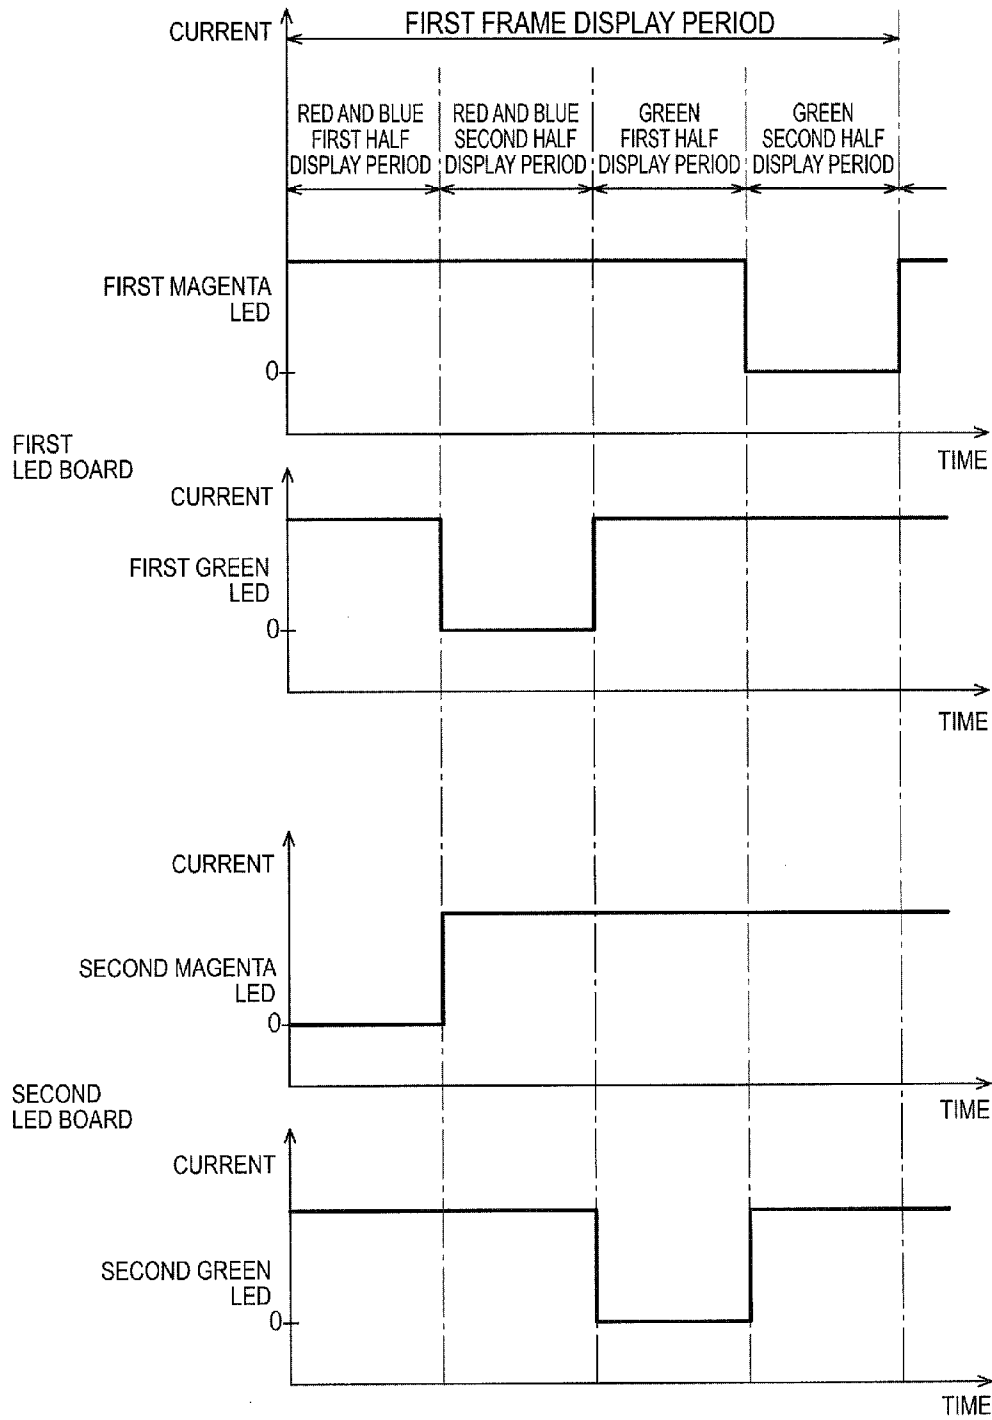 CURRENT
FIRST FRAME DISPLAY PERIOD
RED AND BLUE
FIRST HALF
DISPLAY PERIOD
RED AND BLUE
SECOND HALF
DISPLAY PERIOD
GREEN
FIRST HALF
DISPLAY PERIOD
GREEN
SECOND HALF
DISPLAY PERIOD
FIRST MAGENTA
LED
0
TIME
FIRST
LED BOARD
CURRENT
FIRST GREEN
LED
0
TIME
CURRENT
SECOND MAGENTA
LED
0
TIME
SECOND
LED BOARD
CURRENT
SECOND GREEN
LED
0
TIME